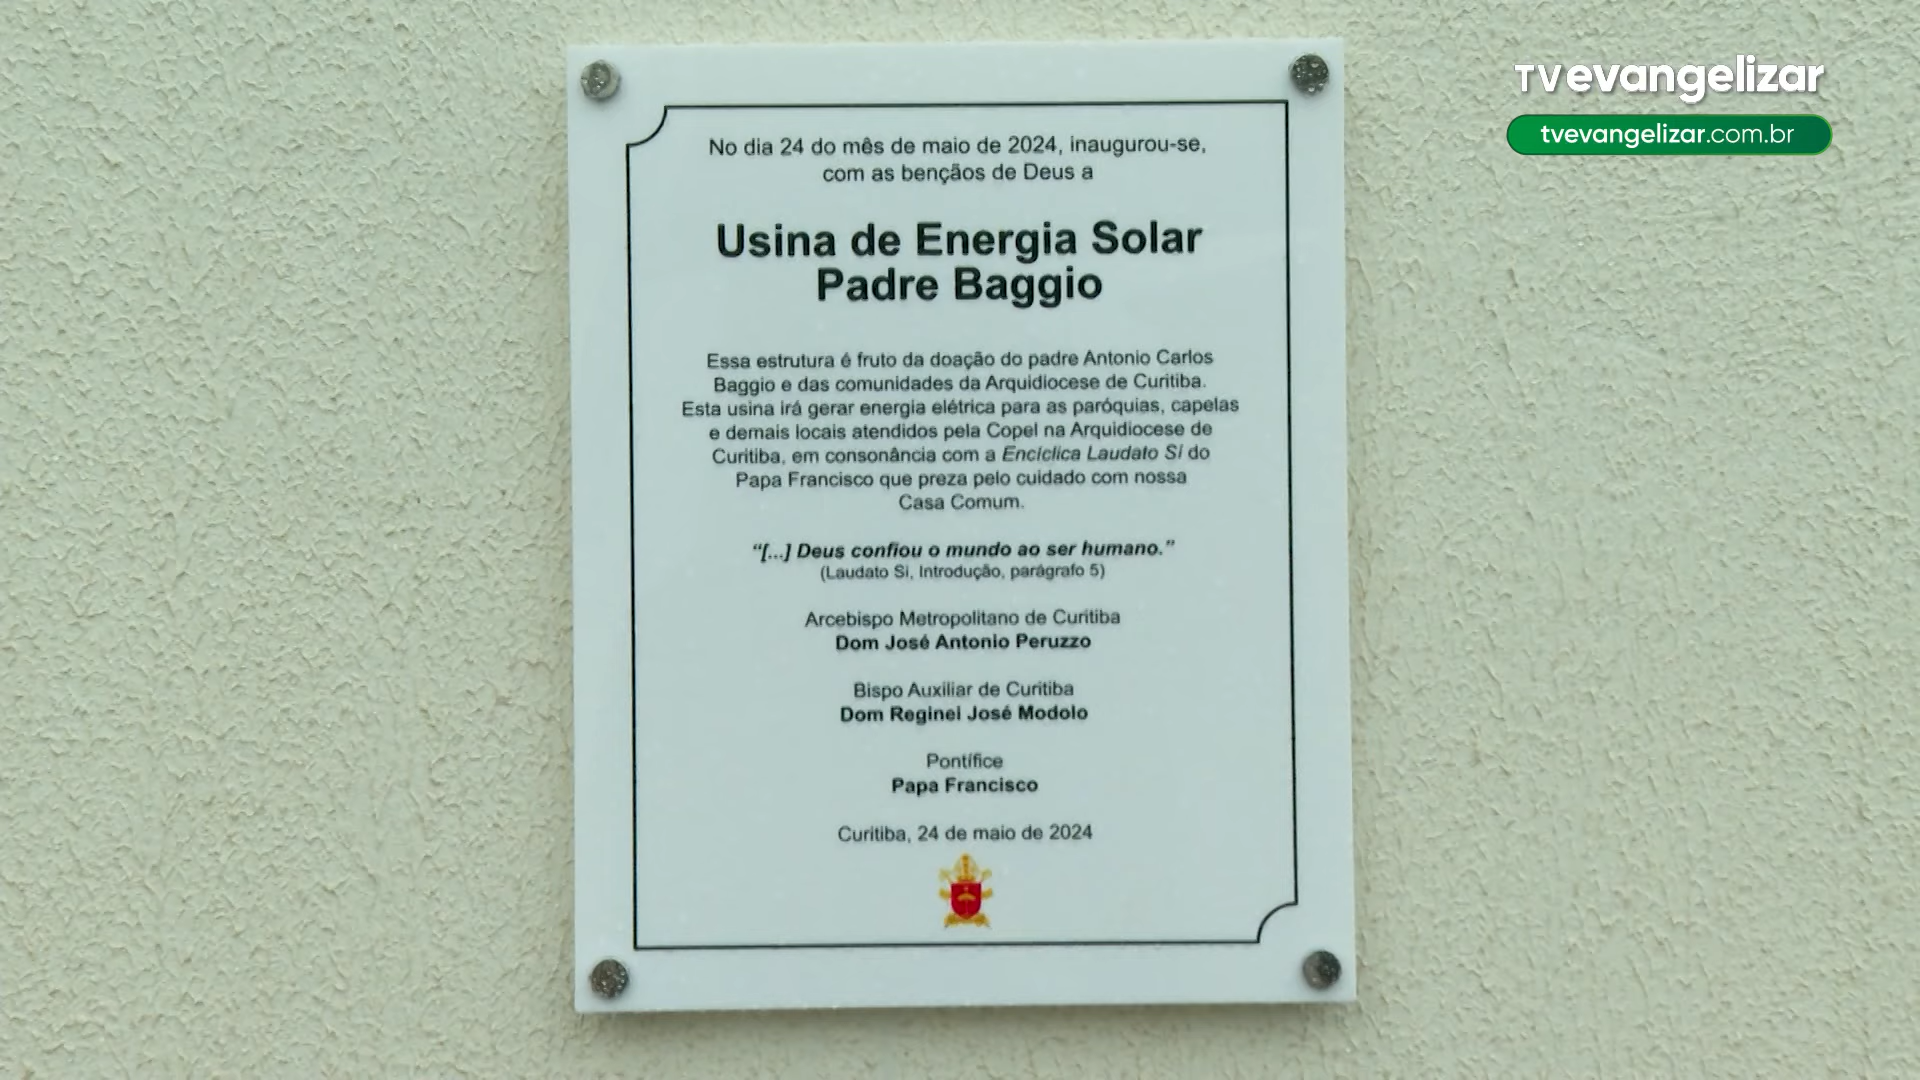 TVevangelizar
tvevangelizar.com.br
No dia 24 do mês de maio de 2024, inaugurou-se,
com as bençãos de Deus a
Usina de Energia Solar
Padre Baggio
Essa estrutura é fruto da doação do padre Antonio Carlos
Baggio e das comunidades da Arquidiocese de Curitiba.
Esta usina irá gerar energia elétrica para as paróquias, capelas
e demais locais atendidos pela Copel na Arquidiocese de
Curitiba, em consonância com a Encíclica Laudato Sí do
Papa Francisco que preza pelo cuidado com nossa
Casa Comum.
“[...] Deus confiou o mundo ao ser humano.”
(Laudato Si, Introdução, parágrafo 5)
Arcebispo Metropolitano de Curitiba
Dom José Antonio Peruzzo
Bispo Auxiliar de Curitiba
Dom Reginei José Modolo
Pontífice
Papa Francisco
Curitiba, 24 de maio de 2024